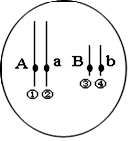 A a B b
① ② ③ ④